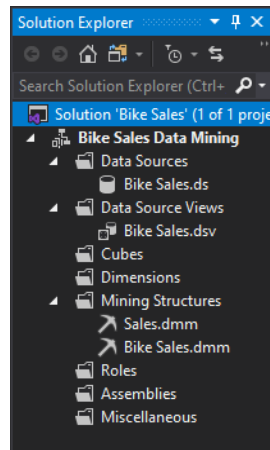 Solution Explorer
Search Solution Explorer (Ctrl+
Solution 'Bike Sales' (1 of 1 proje
Bike Sales Data Mining
Data Sources
Bike Sales.ds
Data Source Views
Bike Sales.dsv
Cubes
Dimensions
Mining Structures
Sales.dmm
Bike Sales.dmm
Roles
Assemblies
Miscellaneous